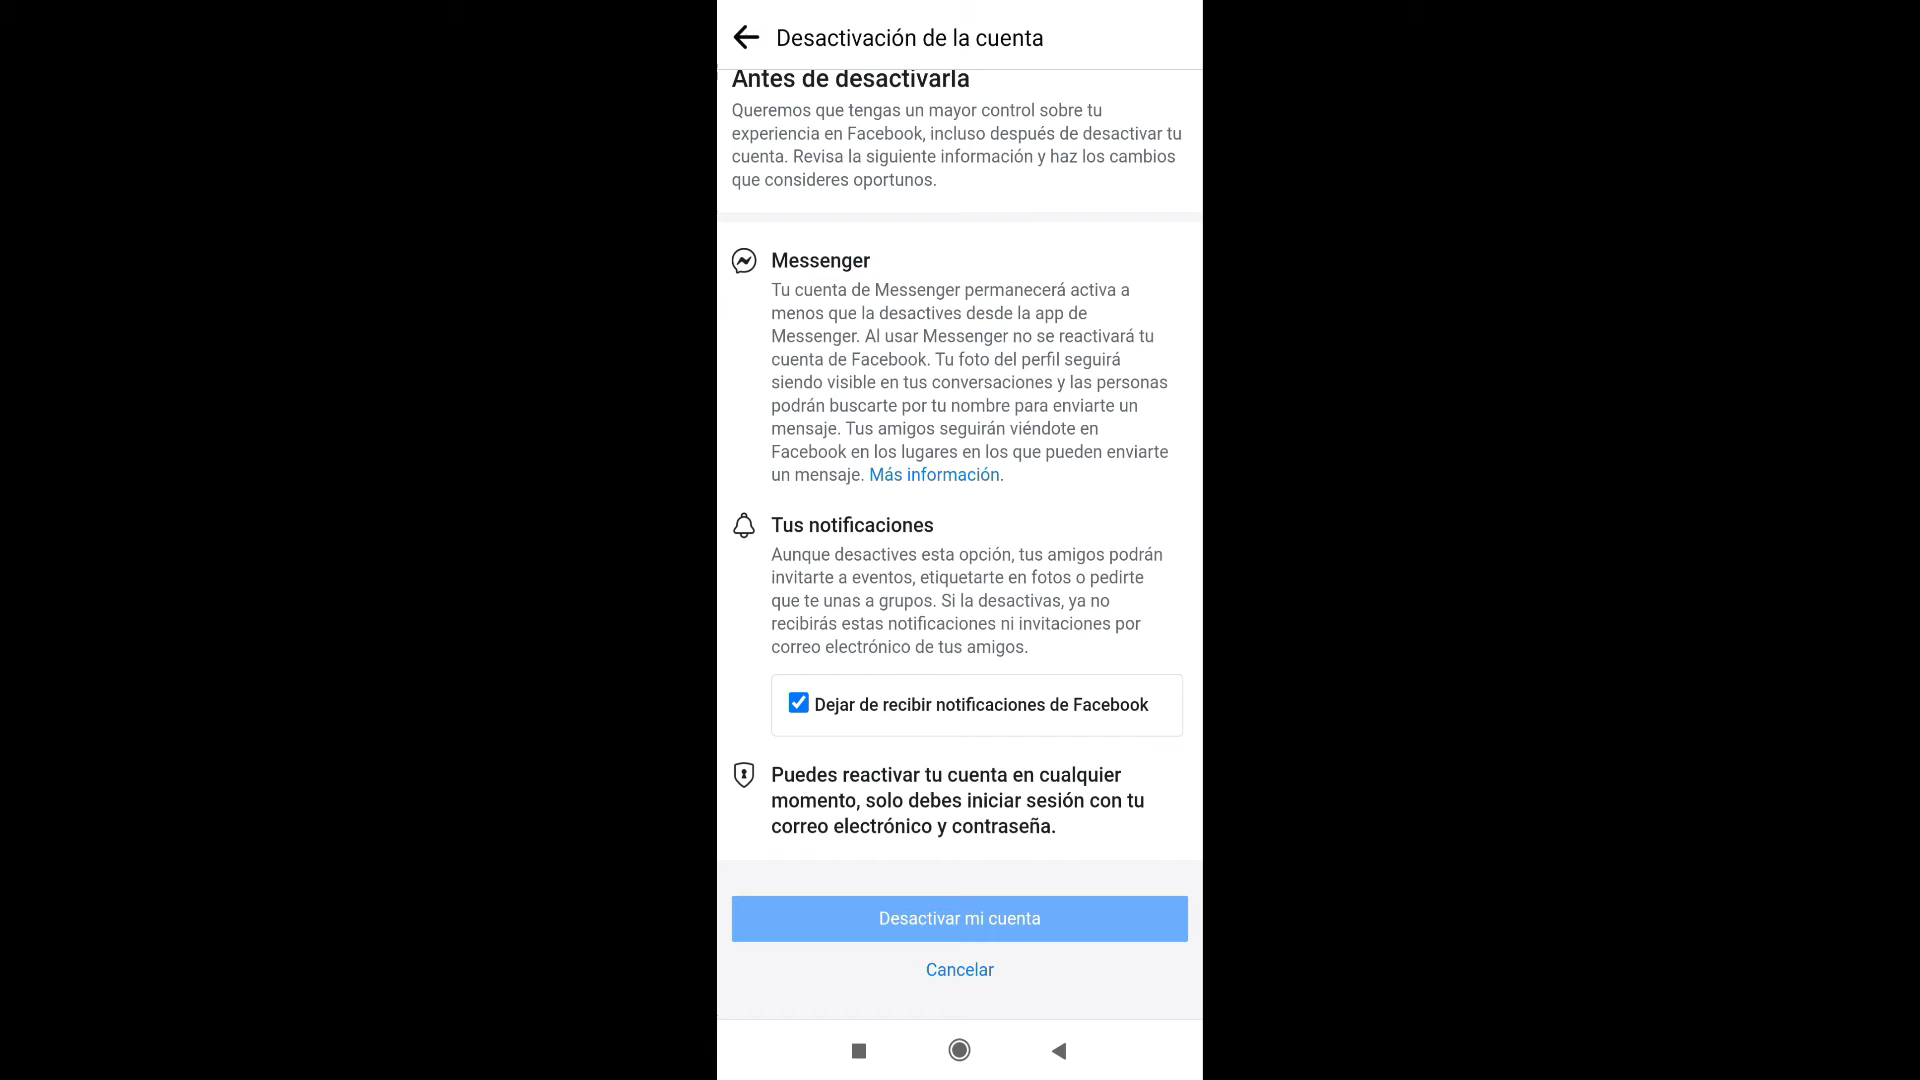 Desactivación de la cuenta
Antes de desactivarla
Queremos que tengas un mayor control sobre tu
experiencia en Facebook, incluso después de desactivar tu
cuenta. Revisa la siguiente información y haz los cambios
que consideres oportunos.
Messenger
Tu cuenta de Messenger permanecerá activa a
menos que la desactives desde la app de
Messenger. Al usar Messenger no se reactivará tu
cuenta de Facebook. Tu foto del perfil seguirá
siendo visible en tus conversaciones y las personas
podrán buscarte por tu nombre para enviarte un
mensaje. Tus amigos seguirán viéndote en
Facebook en los lugares en los que pueden enviarte
un mensaje. Más información.
Tus notificaciones
Aunque desactives esta opción, tus amigos podrán
invitarte a eventos, etiquetarte en fotos o pedirte
que te unas a grupos. Si la desactivas, ya no
recibirás estas notificaciones ni invitaciones por
correo electrónico de tus amigos.
Dejar de recibir notificaciones de Facebook
Puedes reactivar tu cuenta en cualquier
momento, solo debes iniciar sesión con tu
correo electrónico y contraseña.
Desactivar mi cuenta
Cancelar